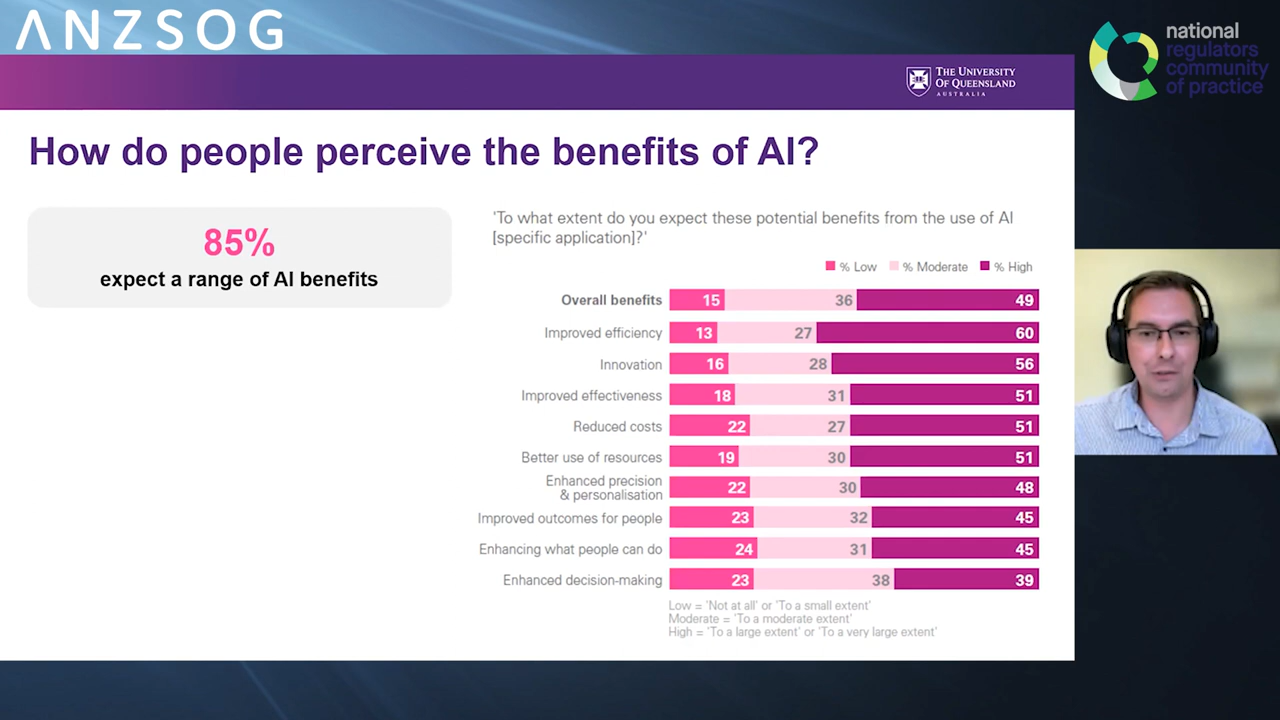 ANZSOG
national
regulators
community
of practice
THE UNIVERSITY
OF QUEENSLAND
AUSTRALIA
How do people perceive the benefits of AI?
85%
expect a range of AI benefits
'To what extent do you expect these potential benefits from the use of AI
[specific application]?'
% Low % Moderate % High
Overall benefits 15 36 49
Improved efficiency 13 27 60
Innovation 16 28 56
Improved effectiveness 18 31 51
Reduced costs 22 27 51
Better use of resources 19 30 51
Enhanced precision
& personalisation 22 30 48
Improved outcomes for people 23 32 45
Enhancing what people can do 24 31 45
Enhanced decision-making 23 38 39
Low = 'Not at all' or 'To a small extent'
Moderate = 'To a moderate extent'
High = 'To a large extent' or 'To a very large extent'